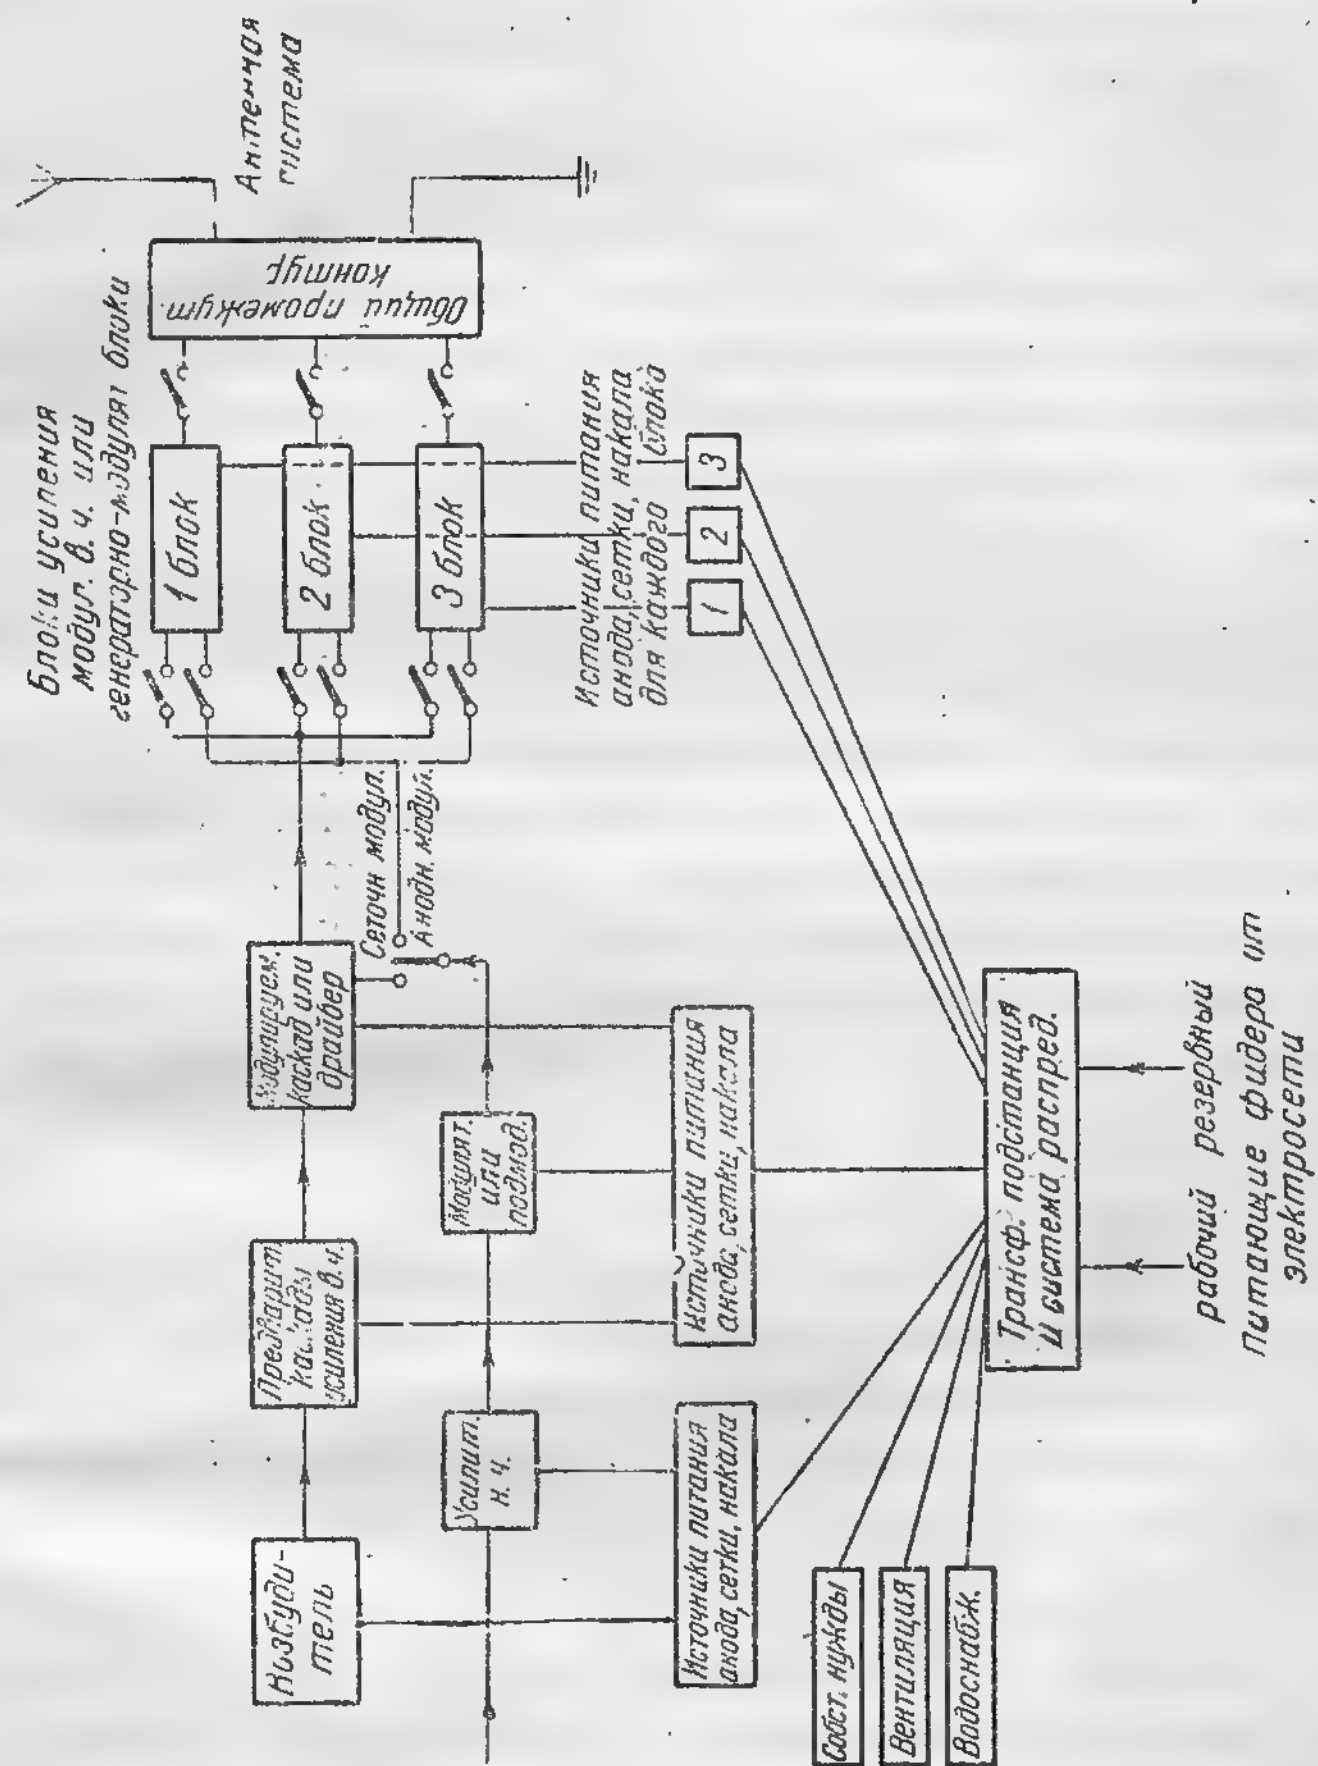 Возбуди-
тель
Предварит.
каскады
усиления в.ч.
Модулируем.
каскад или
драйвер
Блоки усиления
модул. в.ч. или
генераторно-модулят блоки
1 блок
2 блок
3 блок
Общий промежут.
контур
Антенная
система
Усилит.
н.ч.
Модулят.
или
подмод.
Сеточн модул.
Анодн. модул.
Источники питания
анода, сетки, накала
Источники питания
анода, сетки, накала
Источники питания
анода, сетки, накала
для каждого блока
1
2
3
Собст. нужды
Вентиляция
Водоснабж.
Трансф. подстанция
и система распред.
рабочий резервный
Питающие фидера от
электросети